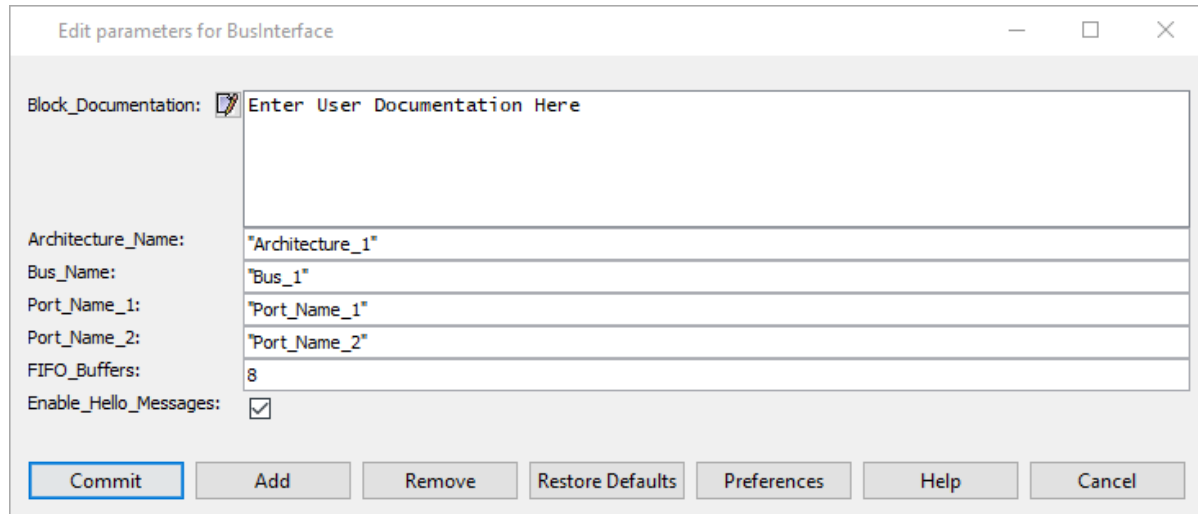 Edit parameters for BusInterface
Block_Documentation: Enter User Documentation Here
Architecture_Name: "Architecture_1"
Bus_Name: "Bus_1"
Port_Name_1: "Port_Name_1"
Port_Name_2: "Port_Name_2"
FIFO_Buffers: 8
Enable_Hello_Messages:
Commit Add Remove Restore Defaults Preferences Help Cancel